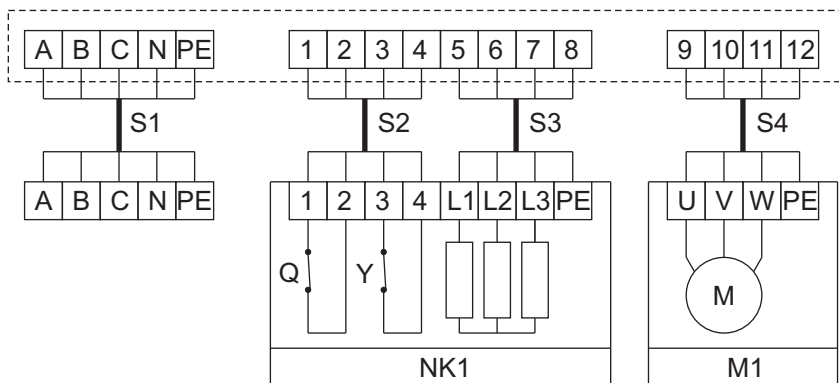 A B C N PE 1 2 3 4 5 6 7 8 9 10 11 12
S1 S2 S3 S4
A B C N PE 1 2 3 4 L1 L2 L3 PE U V W PE
Q Y M
NK1 M1